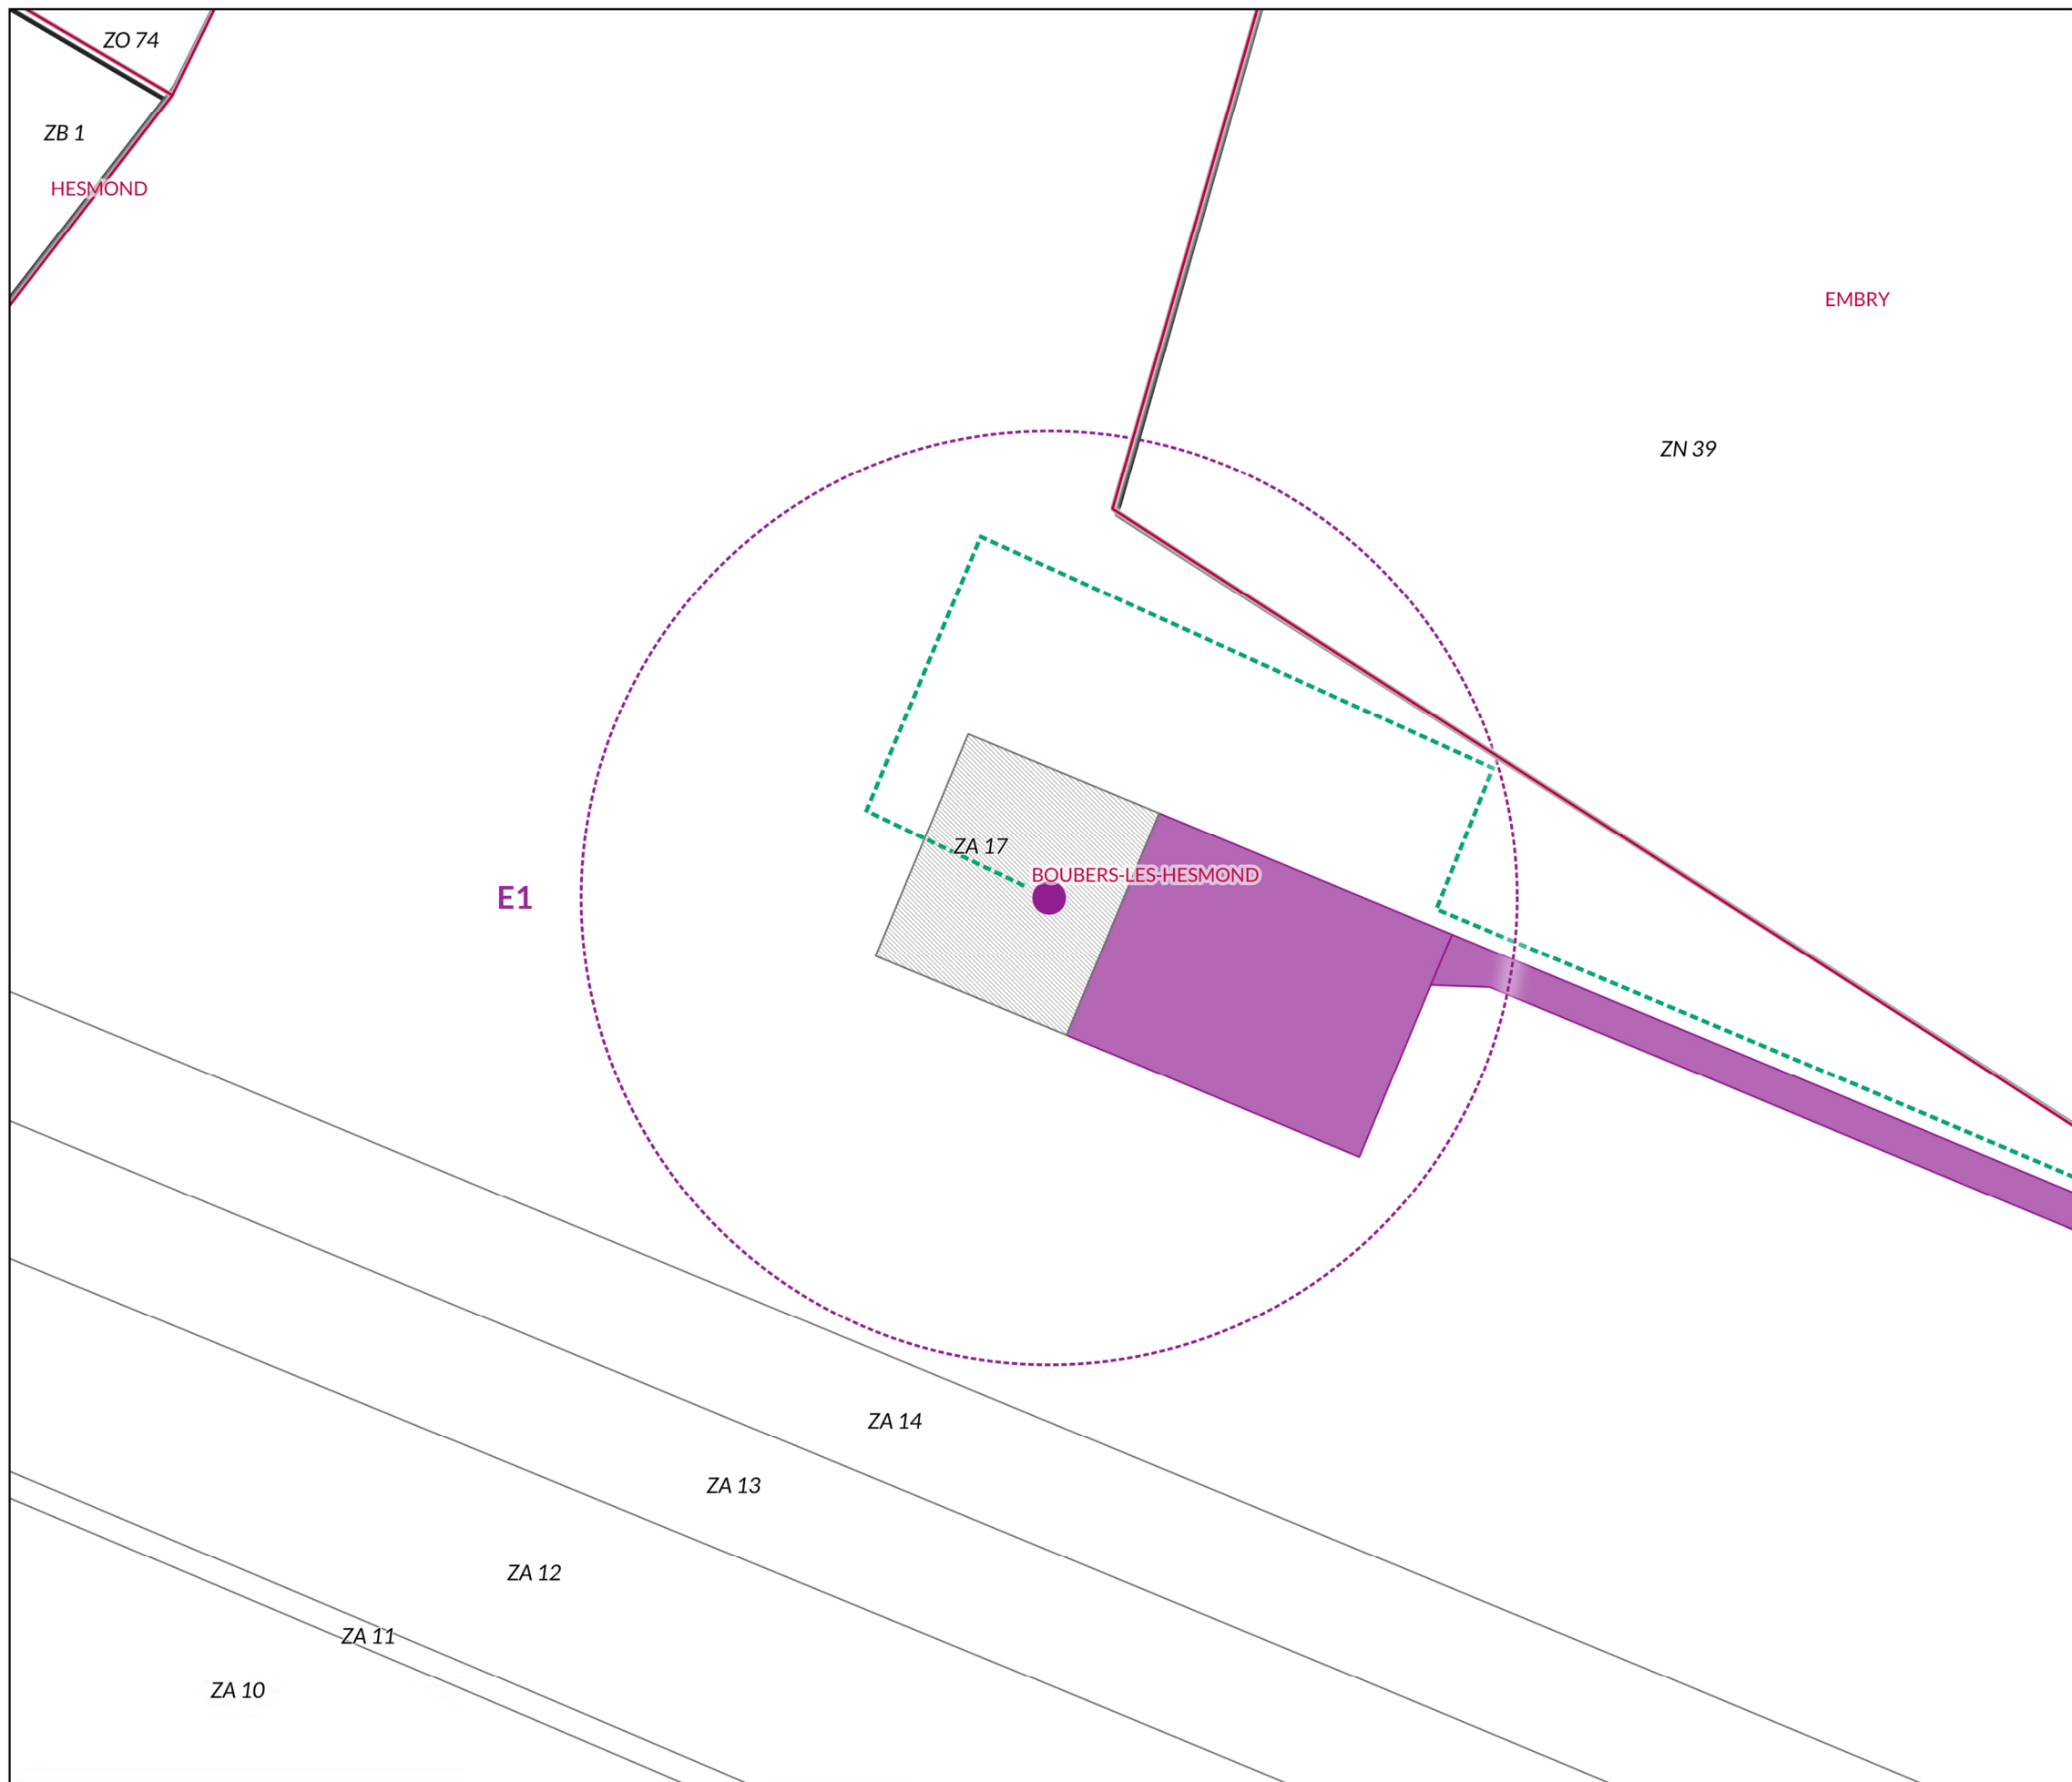 ZO 74
ZB 1
HESMOND
EMBRY
ZN 39
ZA 17
BOUBERS-LES-HESMOND
E1
ZA 14
ZA 13
ZA 12
ZA 11
ZA 10